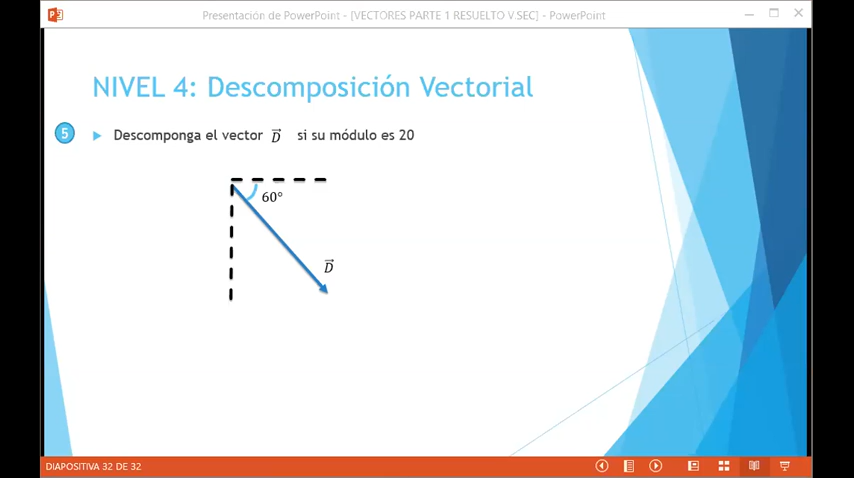 Presentación de PowerPoint - [VECTORES PARTE 1 RESUELTO V.SEC] - PowerPoint
NIVEL 4: Descomposición Vectorial
5 Descomponga el vector D⃗ si su módulo es 20
60°
D⃗
DIAPOSITIVA 32 DE 32